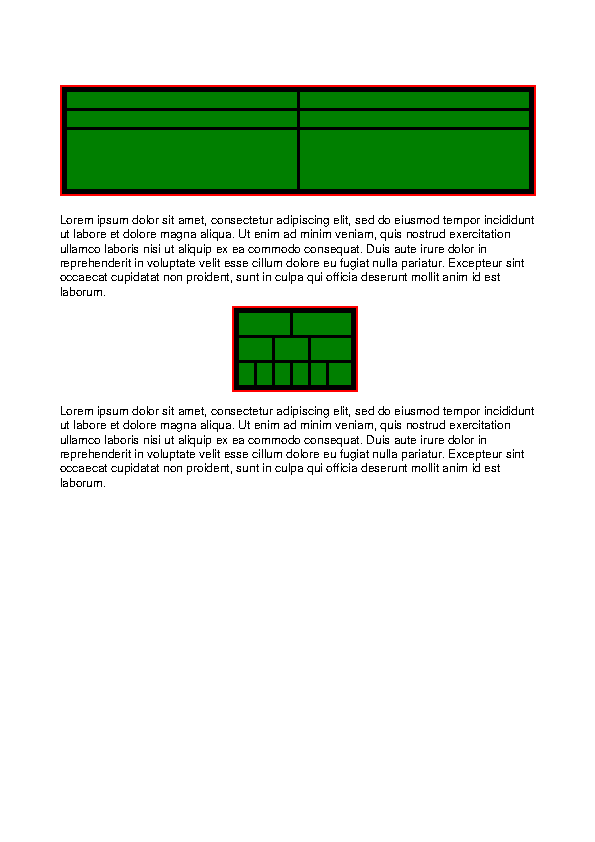 Lorem ipsum dolor sit amet, consectetur adipiscing elit, sed do eiusmod tempor incididunt
ut labore et dolore magna aliqua. Ut enim ad minim veniam, quis nostrud exercitation
ullamco laboris nisi ut aliquip ex ea commodo consequat. Duis aute irure dolor in
reprehenderit in voluptate velit esse cillum dolore eu fugiat nulla pariatur. Excepteur sint
occaecat cupidatat non proident, sunt in culpa qui officia deserunt mollit anim id est
laborum.
Lorem ipsum dolor sit amet, consectetur adipiscing elit, sed do eiusmod tempor incididunt
ut labore et dolore magna aliqua. Ut enim ad minim veniam, quis nostrud exercitation
ullamco laboris nisi ut aliquip ex ea commodo consequat. Duis aute irure dolor in
reprehenderit in voluptate velit esse cillum dolore eu fugiat nulla pariatur. Excepteur sint
occaecat cupidatat non proident, sunt in culpa qui officia deserunt mollit anim id est
laborum.